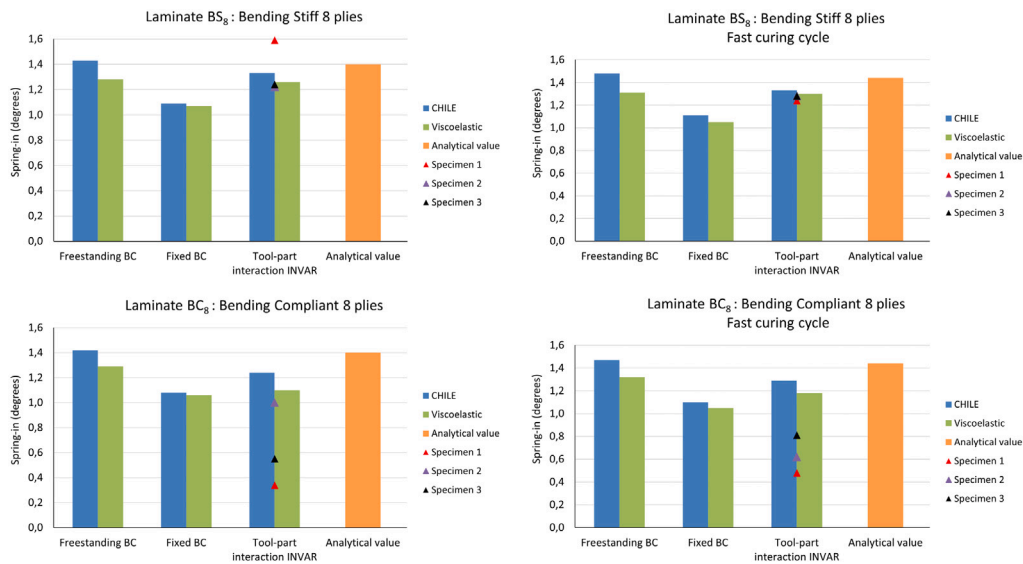 Laminate BS8 : Bending Stiff 8 plies
Spring-in (degrees)
1,6
1,4
1,2
1,0
0,8
0,6
0,4
0,2
0,0
Freestanding BC
Fixed BC
Tool-part
interaction INVAR
Analytical value
CHILE
Viscoelastic
Analytical value
Specimen 1
Specimen 2
Specimen 3
Laminate BS8 : Bending Stiff 8 plies
Fast curing cycle
Spring-in (degrees)
1,6
1,4
1,2
1,0
0,8
0,6
0,4
0,2
0,0
Freestanding BC
Fixed BC
Tool-part
interaction INVAR
Analytical value
CHILE
Viscoelastic
Analytical value
Specimen 1
Specimen 2
Specimen 3
Laminate BC8 : Bending Compliant 8 plies
Spring-in (degrees)
1,6
1,4
1,2
1,0
0,8
0,6
0,4
0,2
0,0
Freestanding BC
Fixed BC
Tool-part
interaction INVAR
Analytical value
CHILE
Viscoelastic
Analytical value
Specimen 1
Specimen 2
Specimen 3
Laminate BC8 : Bending Compliant 8 plies
Fast curing cycle
Spring-in (degrees)
1,6
1,4
1,2
1,0
0,8
0,6
0,4
0,2
0,0
Freestanding BC
Fixed BC
Tool-part
interaction INVAR
Analytical value
CHILE
Viscoelastic
Analytical value
Specimen 1
Specimen 2
Specimen 3